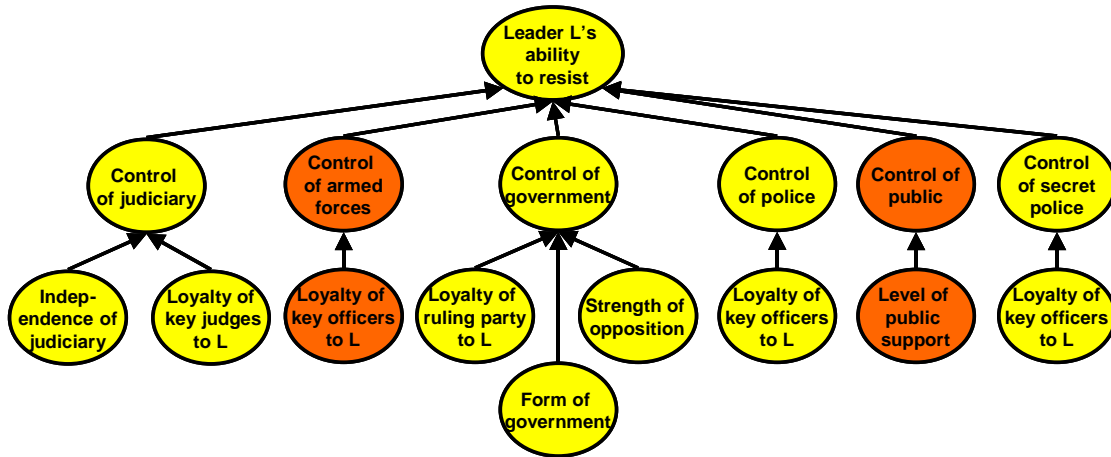 Leader L's
ability
to resist
Control
of judiciary
Control
of armed
forces
Control of
government
Control
of police
Control of
public
Control
of secret
police
Indep-
endence of
judiciary
Loyalty of
key judges
to L
Loyalty of
key officers
to L
Loyalty of
ruling party
to L
Strength of
opposition
Loyalty of
key officers
to L
Level of
public
support
Loyalty of
key officers
to L
Form of
government